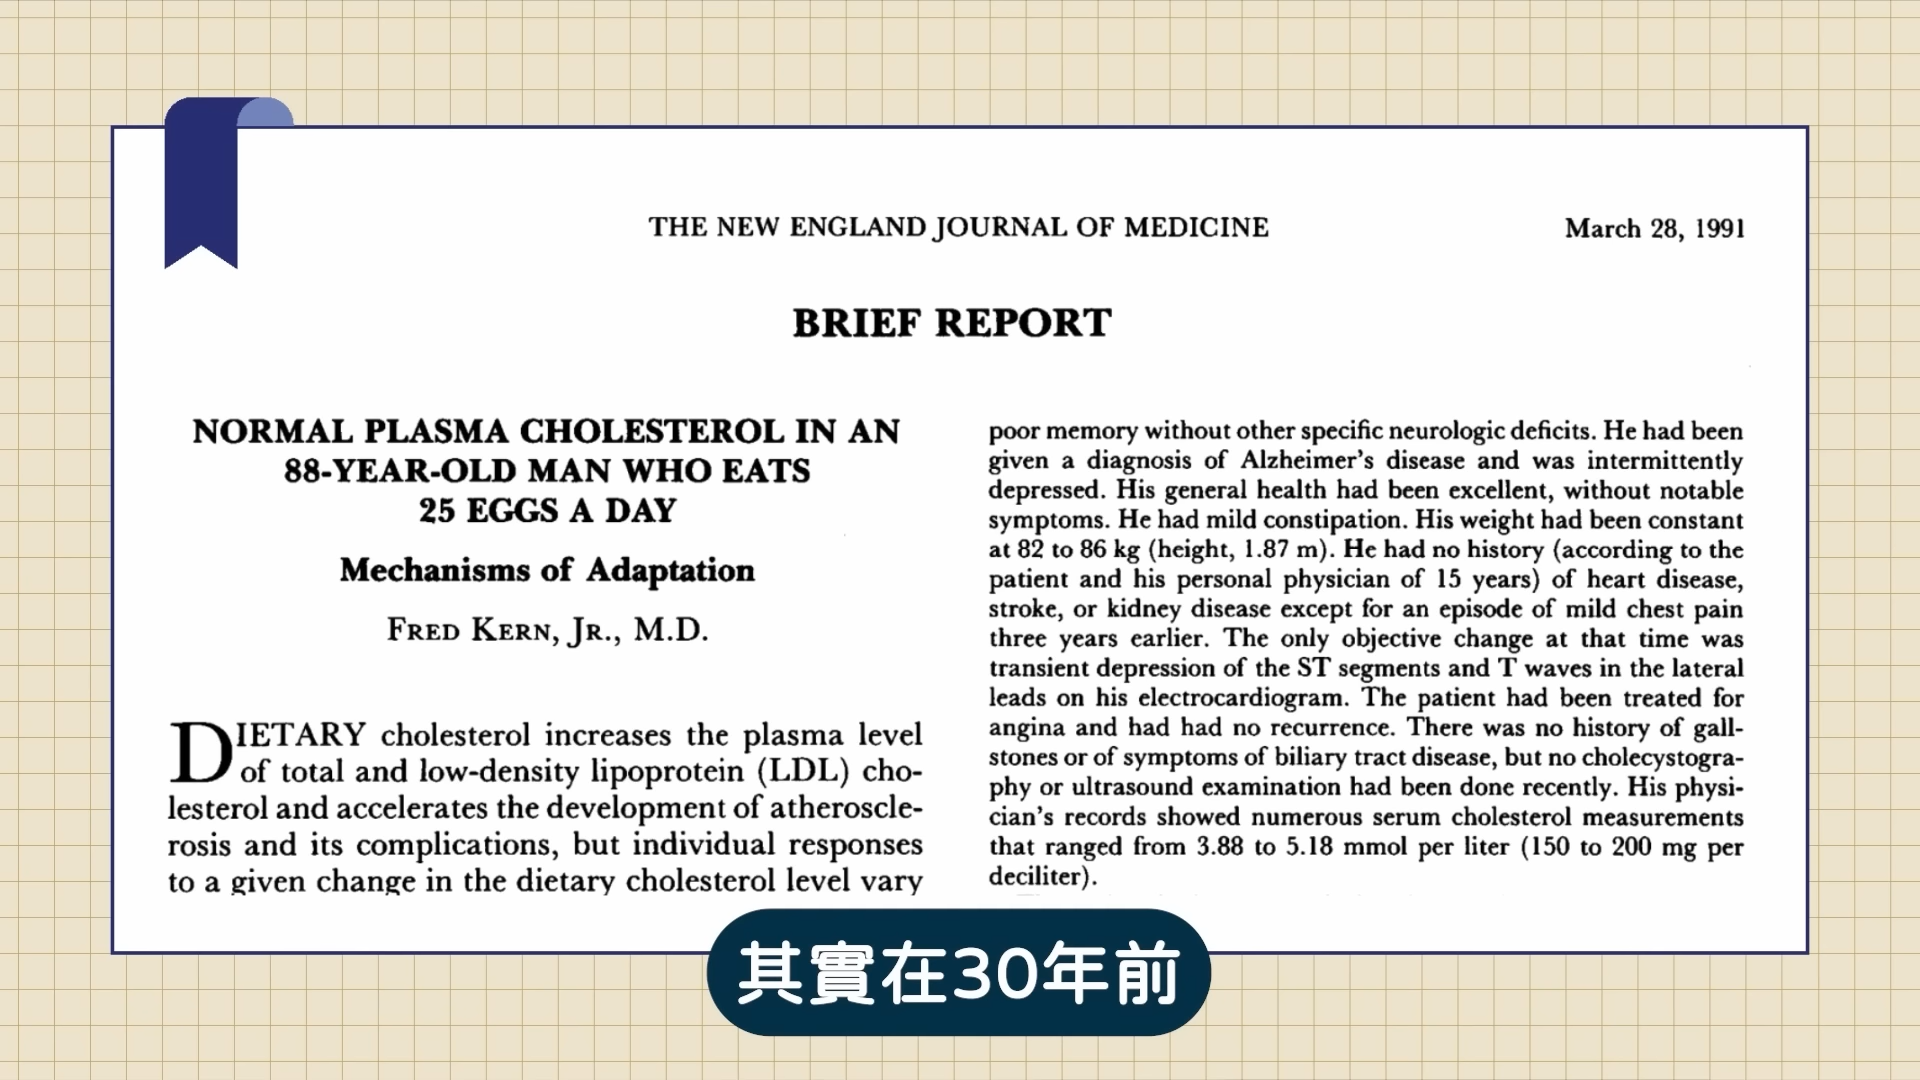 THE NEW ENGLAND JOURNAL OF MEDICINE
March 28, 1991
BRIEF REPORT
NORMAL PLASMA CHOLESTEROL IN AN
88-YEAR-OLD MAN WHO EATS
25 EGGS A DAY
Mechanisms of Adaptation
FRED KERN, JR., M.D.
DIETARY cholesterol increases the plasma level
of total and low-density lipoprotein (LDL) cho-
lesterol and accelerates the development of atheroscle-
rosis and its complications, but individual responses
to a given change in the dietary cholesterol level vary
poor memory without other specific neurologic deficits. He had been
given a diagnosis of Alzheimer's disease and was intermittently
depressed. His general health had been excellent, without notable
symptoms. He had mild constipation. His weight had been constant
at 82 to 86 kg (height, 1.87 m). He had no history (according to the
patient and his personal physician of 15 years) of heart disease,
stroke, or kidney disease except for an episode of mild chest pain
three years earlier. The only objective change at that time was
transient depression of the ST segments and T waves in the lateral
leads on his electrocardiogram. The patient had been treated for
angina and had had no recurrence. There was no history of gall-
stones or of symptoms of biliary tract disease, but no cholecystogra-
phy or ultrasound examination had been done recently. His physi-
cian's records showed numerous serum cholesterol measurements
that ranged from 3.88 to 5.18 mmol per liter (150 to 200 mg per
deciliter).
其實在30年前